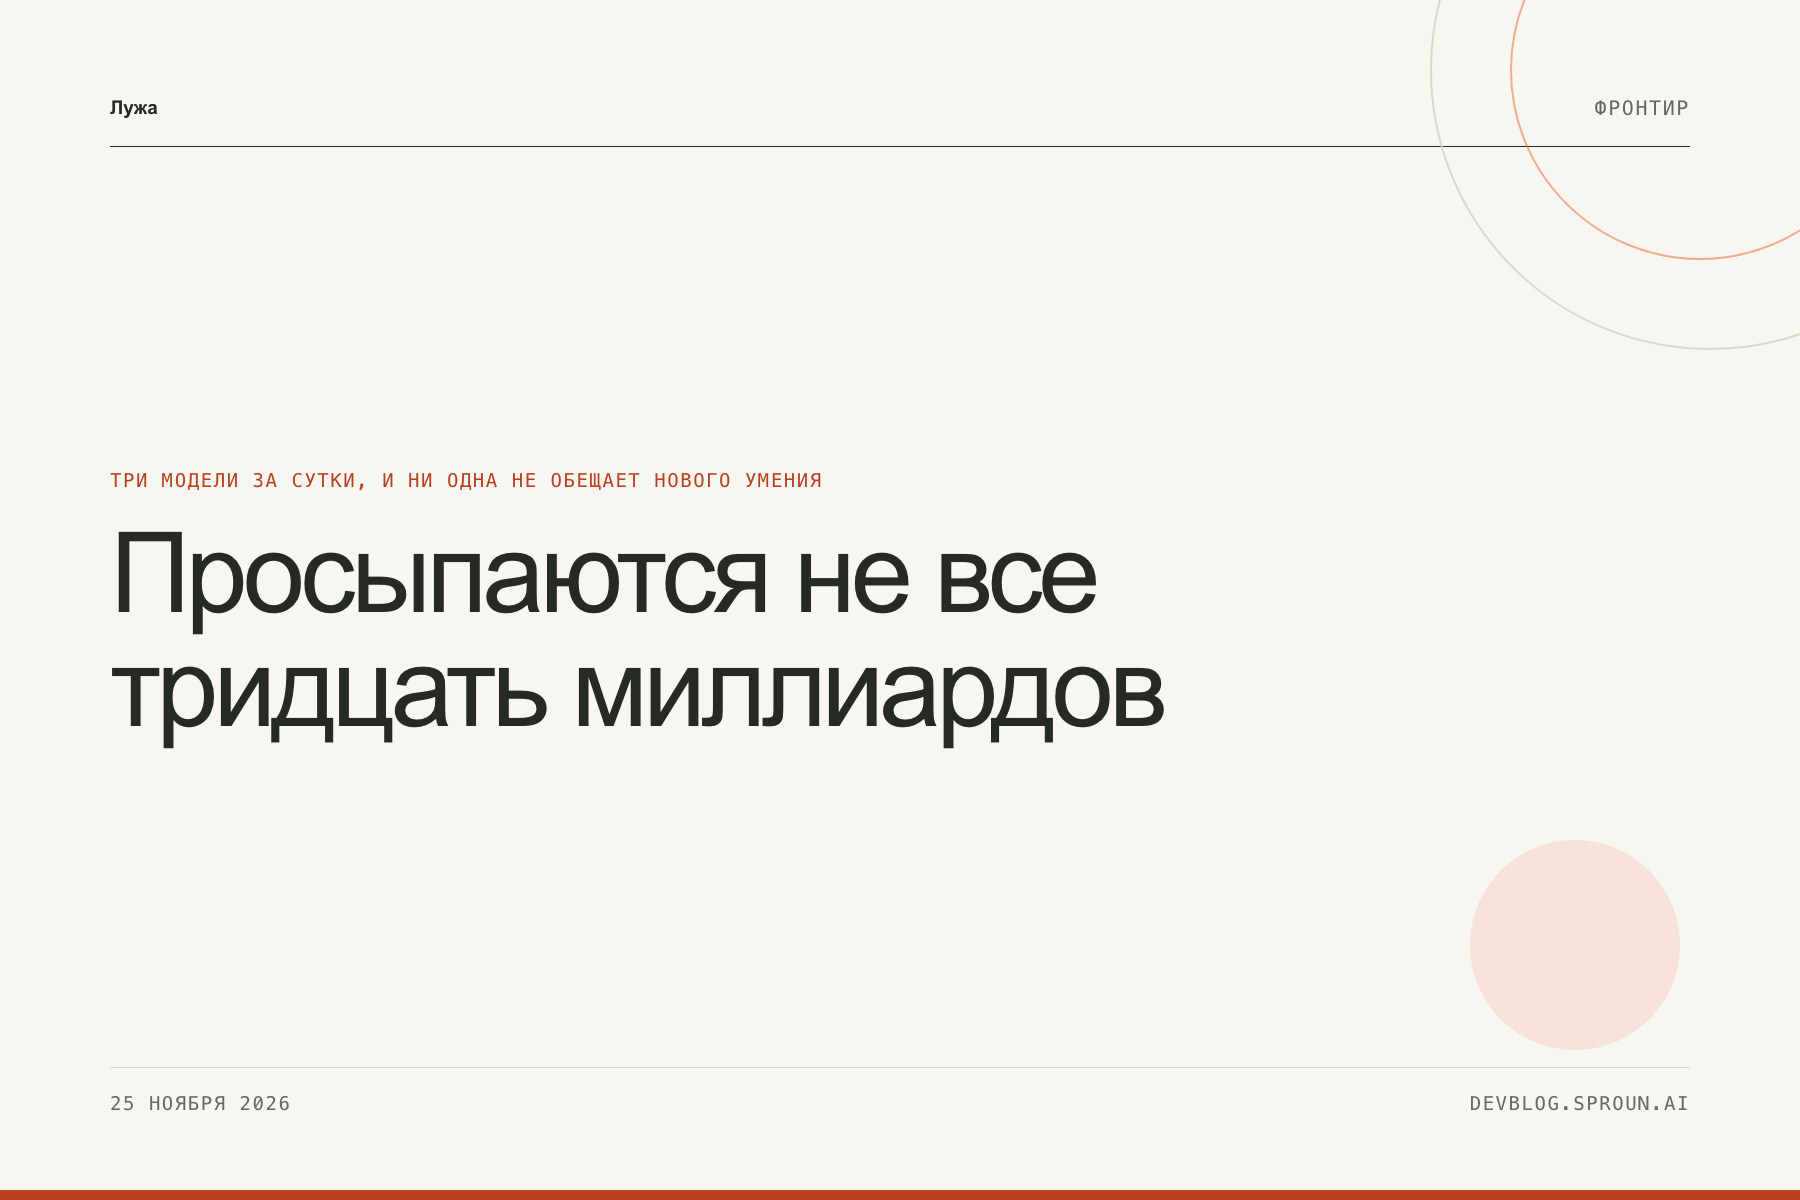 Лужа
ФРОНТИР
ТРИ МОДЕЛИ ЗА СУТКИ, И НИ ОДНА НЕ ОБЕЩАЕТ НОВОГО УМЕНИЯ
Просыпаются не все
тридцать миллиардов
25 НОЯБРЯ 2026
DEVBLOG.SPROUN.AI